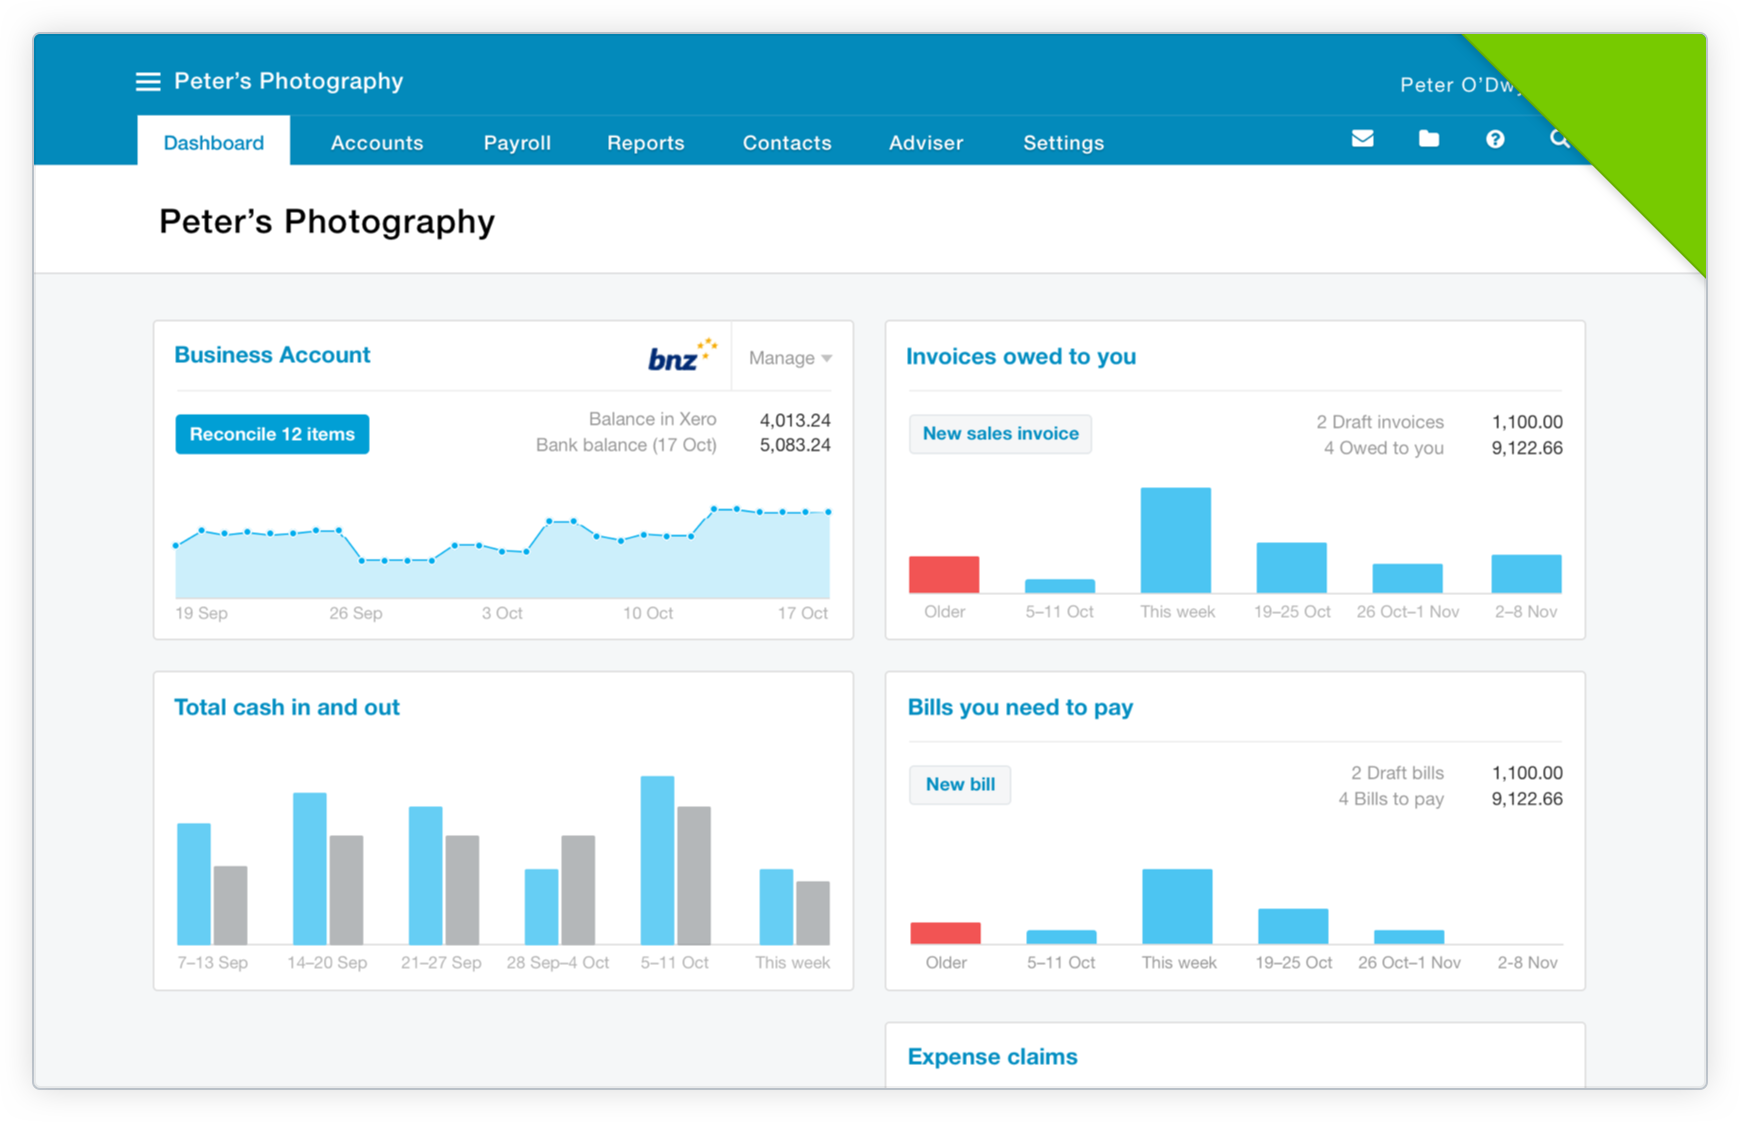 Peter’s Photography
Peter O’Dw
Dashboard Accounts Payroll Reports Contacts Adviser Settings
Peter’s Photography
Business Account
bnz
Manage
Reconcile 12 items
Balance in Xero 4,013.24
Bank balance (17 Oct) 5,083.24
19 Sep 26 Sep 3 Oct 10 Oct 17 Oct
Invoices owed to you
New sales invoice
2 Draft invoices 1,100.00
4 Owed to you 9,122.66
Older 5–11 Oct This week 19–25 Oct 26 Oct–1 Nov 2–8 Nov
Total cash in and out
7–13 Sep 14–20 Sep 21–27 Sep 28 Sep–4 Oct 5–11 Oct This week
Bills you need to pay
New bill
2 Draft bills 1,100.00
4 Bills to pay 9,122.66
Older 5–11 Oct This week 19–25 Oct 26 Oct–1 Nov 2-8 Nov
Expense claims